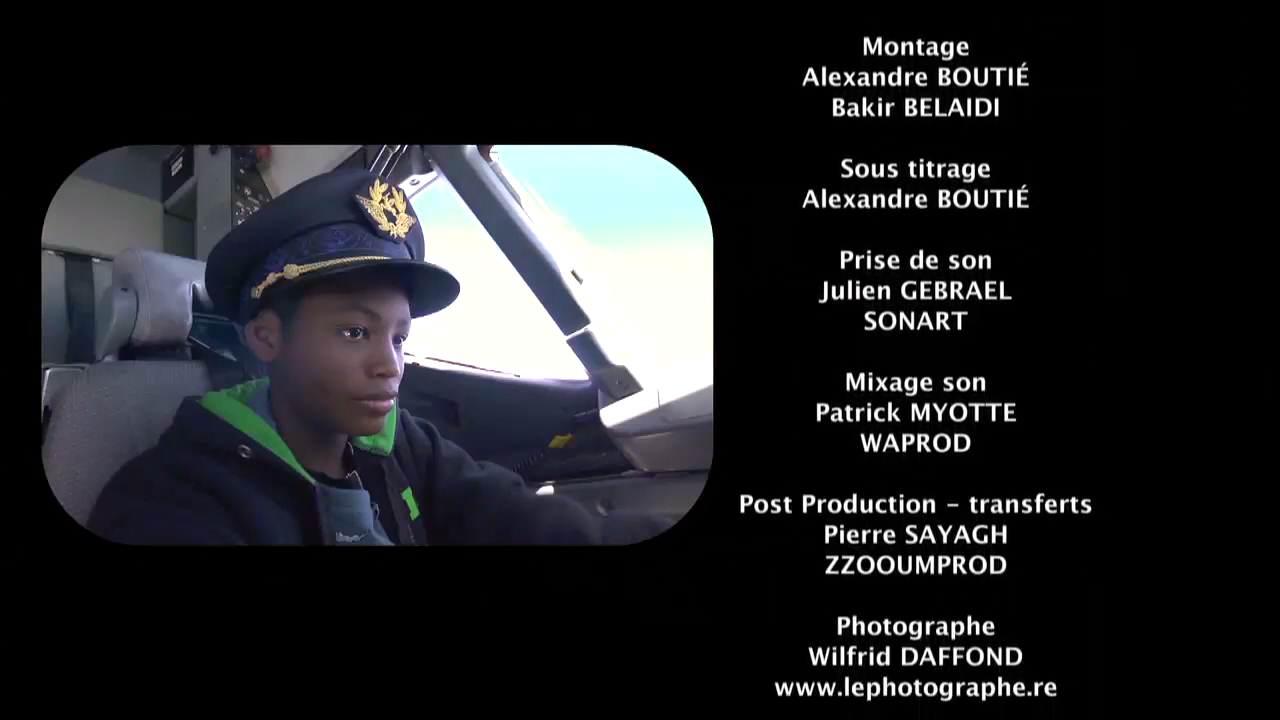 Montage
Alexandre BOUTIÉ
Bakir BELAIDI
Sous titrage
Alexandre BOUTIÉ
Prise de son
Julien GEBRAEL
SONART
Mixage son
Patrick MYOTTE
WAPROD
Post Production – transferts
Pierre SAYAGH
ZZOOUMPROD
Photographe
Wilfrid DAFFOND
www.lephotographe.re